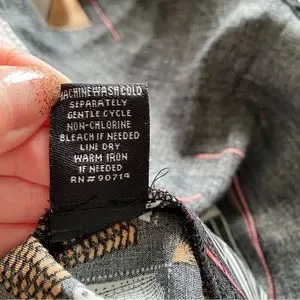 MACHINE WASH COLD
SEPARATELY
GENTLE CYCLE
NON-CHLORINE
BLEACH IF NEEDED
LINE DRY
WARM IRON
IF NEEDED
RN# 90714